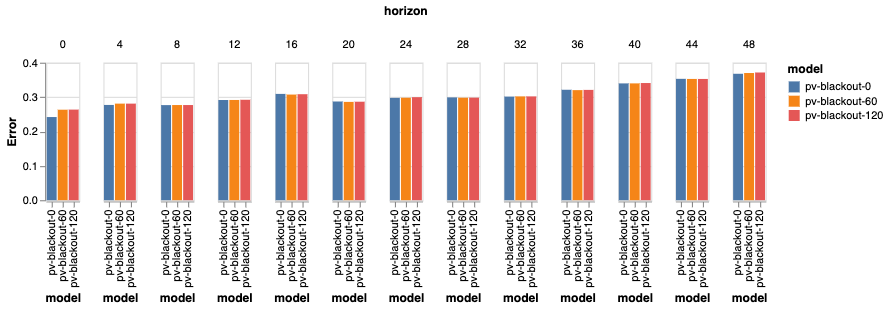 horizon
0 4 8 12 16 20 24 28 32 36 40 44 48
model
pv-blackout-0
pv-blackout-60
pv-blackout-120
Error
0.4
0.3
0.2
0.1
0.0
pv-blackout-0 pv-blackout-60 pv-blackout-120 pv-blackout-0 pv-blackout-60 pv-blackout-120 pv-blackout-0 pv-blackout-60 pv-blackout-120 pv-blackout-0 pv-blackout-60 pv-blackout-120 pv-blackout-0 pv-blackout-60 pv-blackout-120 pv-blackout-0 pv-blackout-60 pv-blackout-120 pv-blackout-0 pv-blackout-60 pv-blackout-120 pv-blackout-0 pv-blackout-60 pv-blackout-120 pv-blackout-0 pv-blackout-60 pv-blackout-120 pv-blackout-0 pv-blackout-60 pv-blackout-120 pv-blackout-0 pv-blackout-60 pv-blackout-120 pv-blackout-0 pv-blackout-60 pv-blackout-120 pv-blackout-0 pv-blackout-60 pv-blackout-120
model model model model model model model model model model model model model